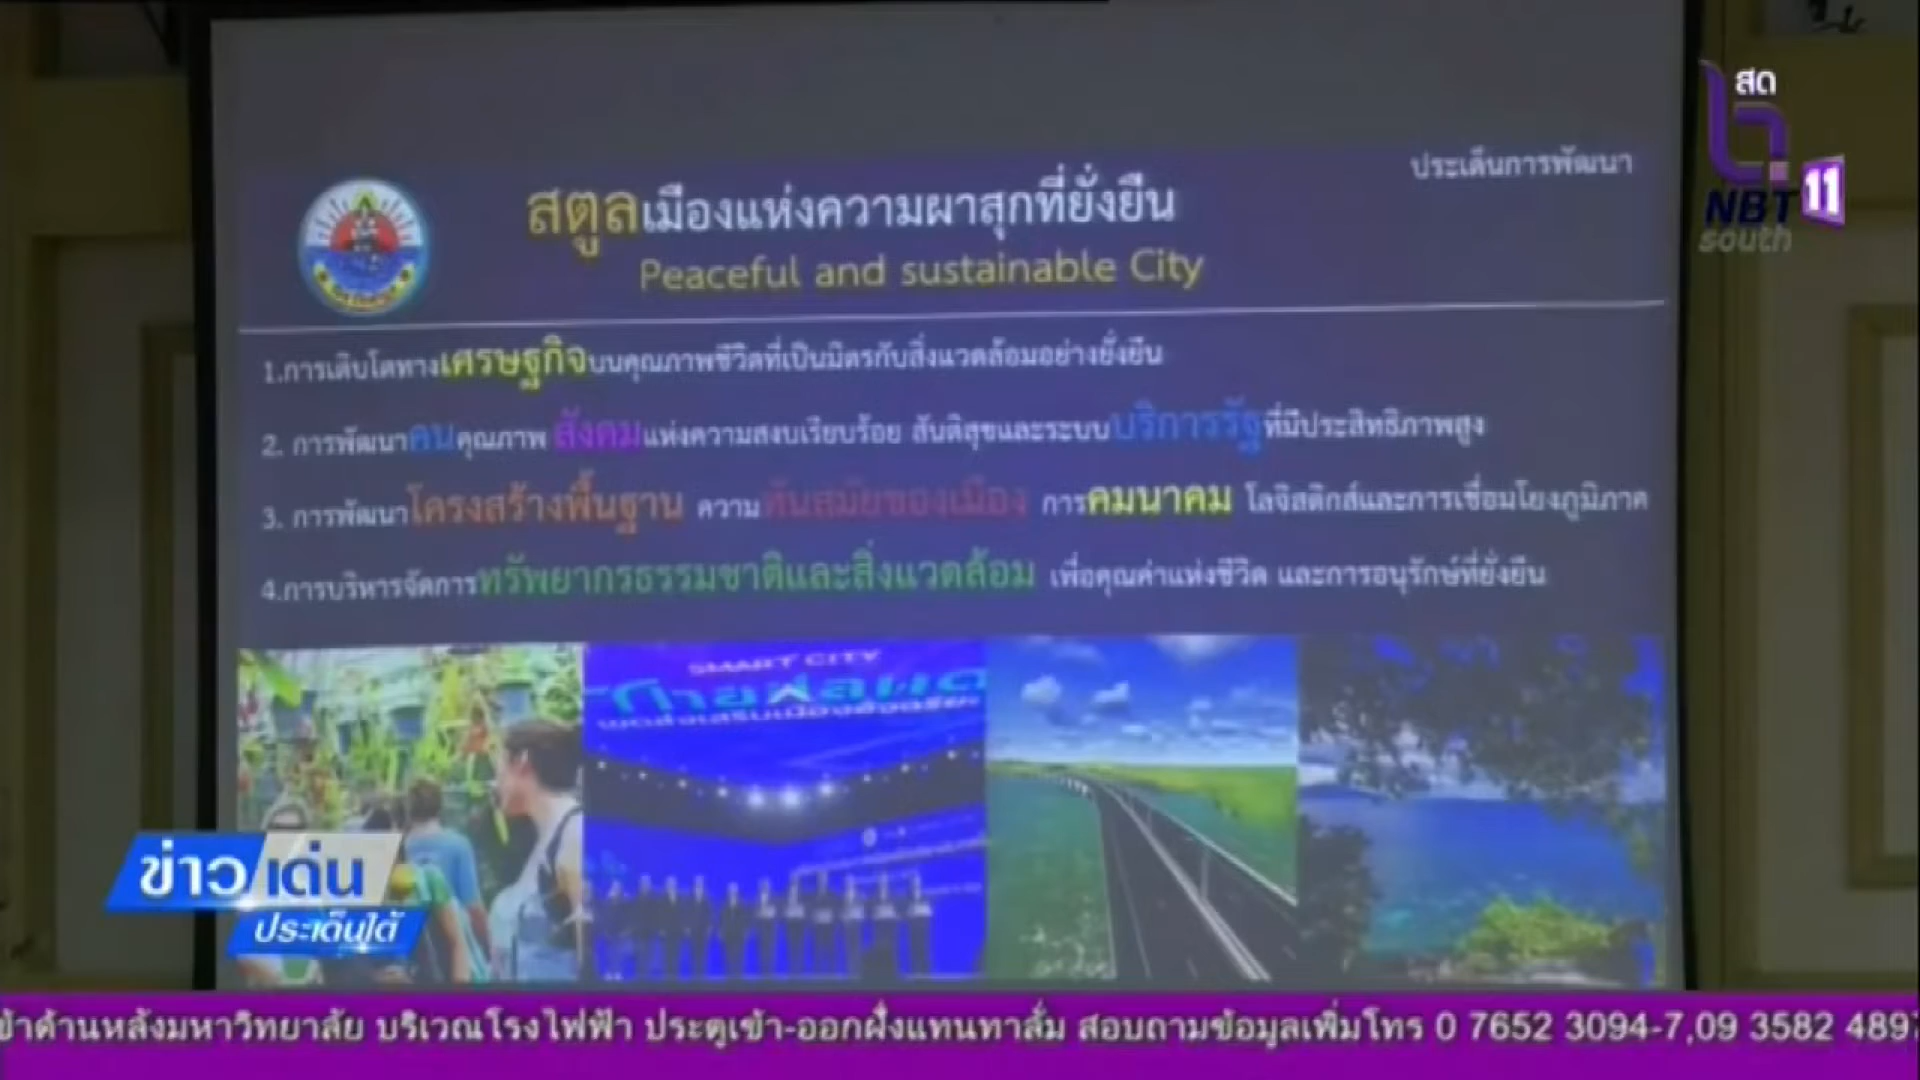 สด
NBT 11
south
ประเด็นการพัฒนา
สตูลเมืองแห่งความผาสุกที่ยั่งยืน
Peaceful and sustainable City
1.การเติบโตทางเศรษฐกิจบนคุณภาพชีวิตที่เป็นมิตรกับสิ่งแวดล้อมอย่างยั่งยืน
2. การพัฒนาคนคุณภาพ สังคมแห่งความสงบเรียบร้อย สันติสุขและระบบบริการรัฐที่มีประสิทธิภาพสูง
3. การพัฒนาโครงสร้างพื้นฐาน ความทันสมัยของเมือง การคมนาคม โลจิสติกส์และการเชื่อมโยงภูมิภาค
4.การบริหารจัดการทรัพยากรธรรมชาติและสิ่งแวดล้อม เพื่อคุณค่าแห่งชีวิต และการอนุรักษ์ที่ยั่งยืน
SMART CITY
ข่าวเด่น
ประเด็นใต้
ข้าด้านหลังมหาวิทยาลัย บริเวณโรงไฟฟ้า ประตูเข้า-ออกฝั่งแทนทาลั่ม สอบถามข้อมูลเพิ่มโทร 0 7652 3094-7,09 3582 4897